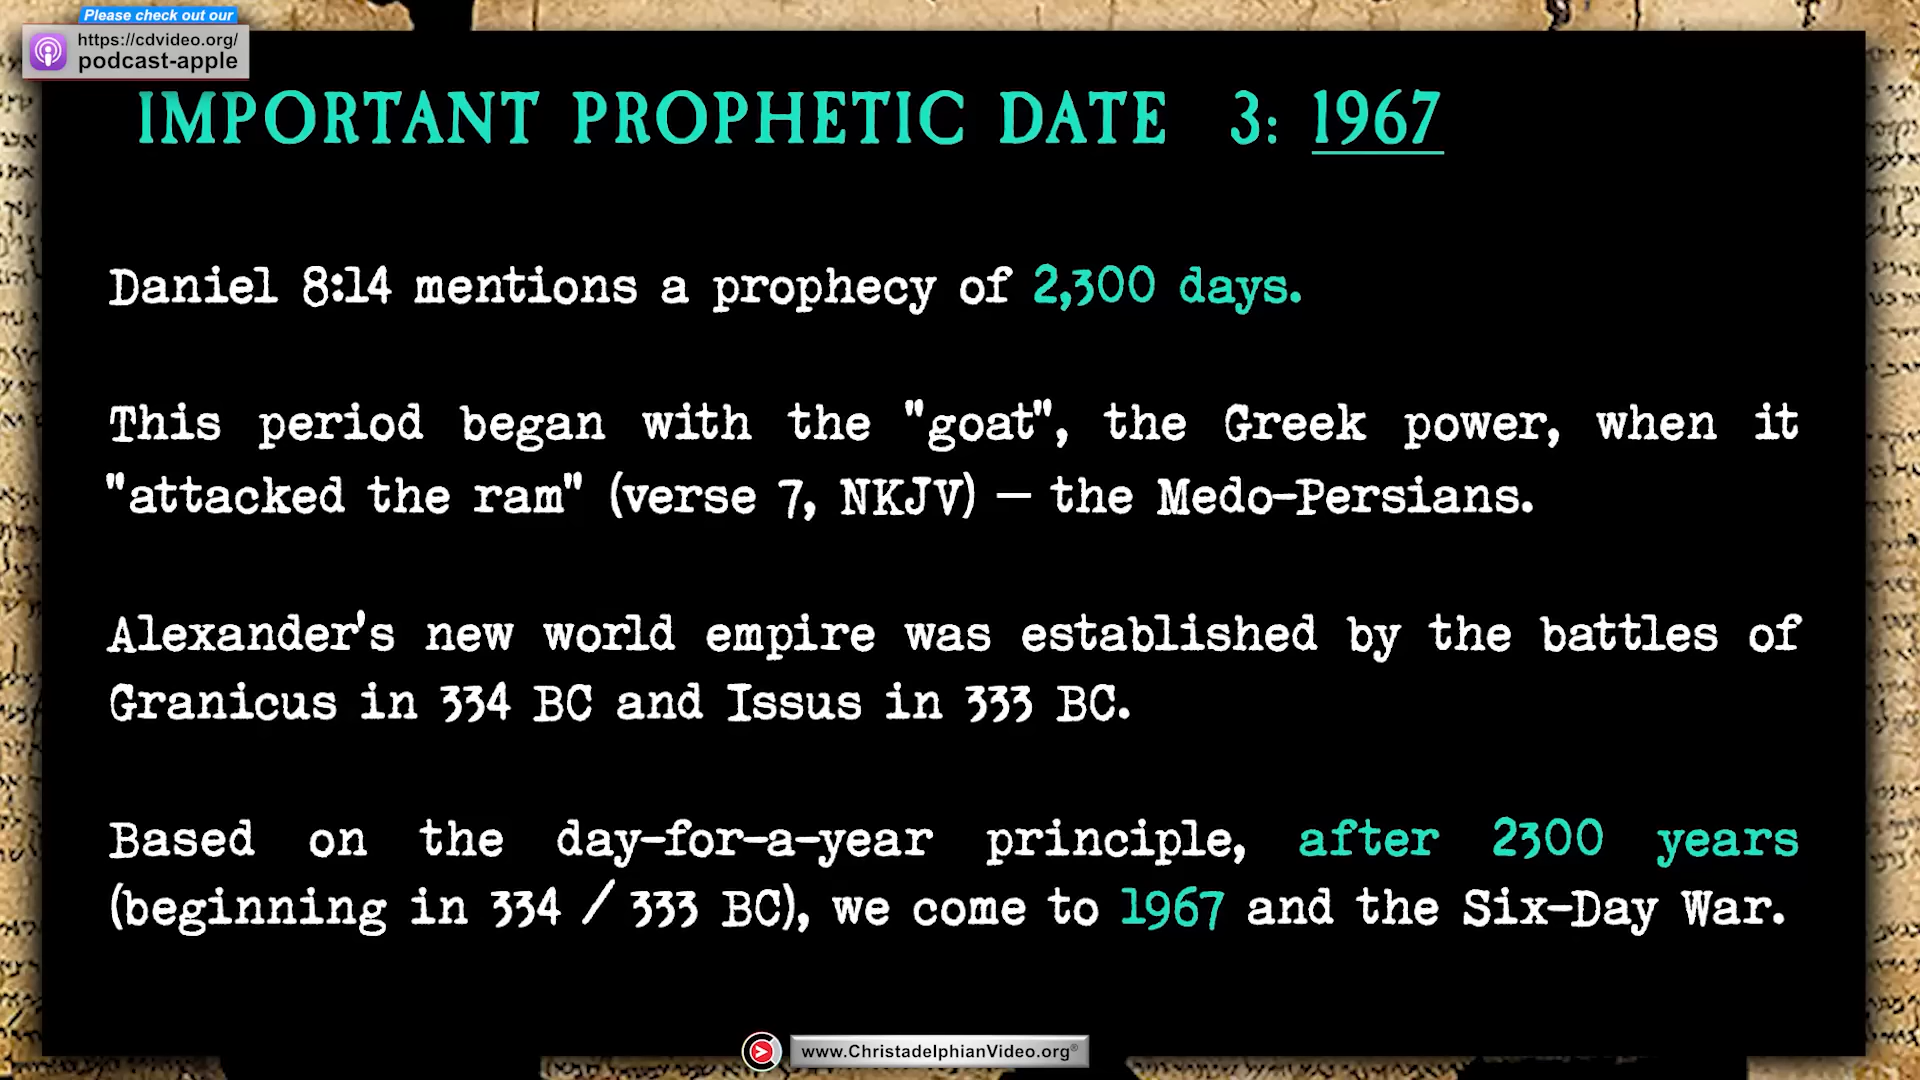 Please check out our
https://cdvideo.org/
podcast-apple
IMPORTANT PROPHETIC DATE 3: 1967
Daniel 8:14 mentions a prophecy of 2,300 days.
This period began with the "goat", the Greek power, when it
"attacked the ram" (verse 7, NKJV) — the Medo-Persians.
Alexander's new world empire was established by the battles of
Granicus in 334 BC and Issus in 333 BC.
Based on the day-for-a-year principle, after 2300 years
(beginning in 334 / 333 BC), we come to 1967 and the Six-Day War.
www.ChristadelphianVideo.org®